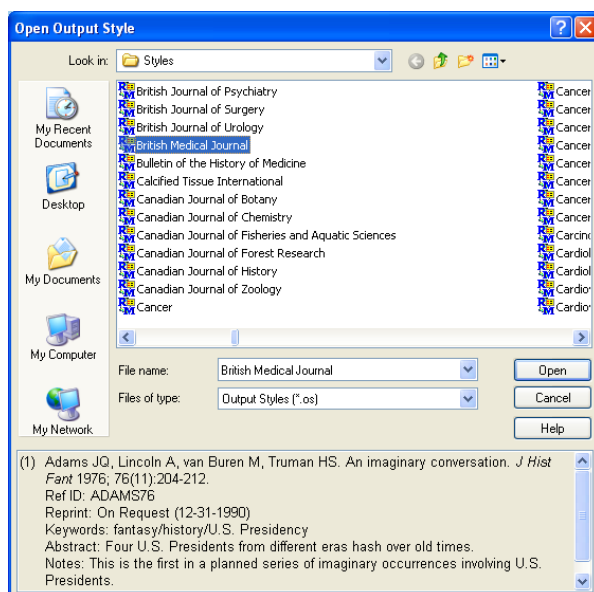 Open Output Style
Look in:
Styles
My Recent
Documents
Desktop
My Documents
My Computer
My Network
British Journal of Psychiatry
British Journal of Surgery
British Journal of Urology
British Medical Journal
Bulletin of the History of Medicine
Calcified Tissue International
Canadian Journal of Botany
Canadian Journal of Chemistry
Canadian Journal of Fisheries and Aquatic Sciences
Canadian Journal of Forest Research
Canadian Journal of History
Canadian Journal of Zoology
Cancer
Cancer
Cancer
Cancer
Cancer
Cancer
Cancer
Cancer
Cancer
Carcin
Cardiol
Cardiol
Cardio
Cardio
File name:
British Medical Journal
Open
Files of type:
Output Styles (*.os)
Cancel
Help
(1) Adams JQ, Lincoln A, van Buren M, Truman HS. An imaginary conversation. J Hist
Fant 1976; 76(11):204-212.
Ref ID: ADAMS76
Reprint: On Request (12-31-1990)
Keywords: fantasy/history/U.S. Presidency
Abstract: Four U.S. Presidents from different eras hash over old times.
Notes: This is the first in a planned series of imaginary occurrences involving U.S.
Presidents.